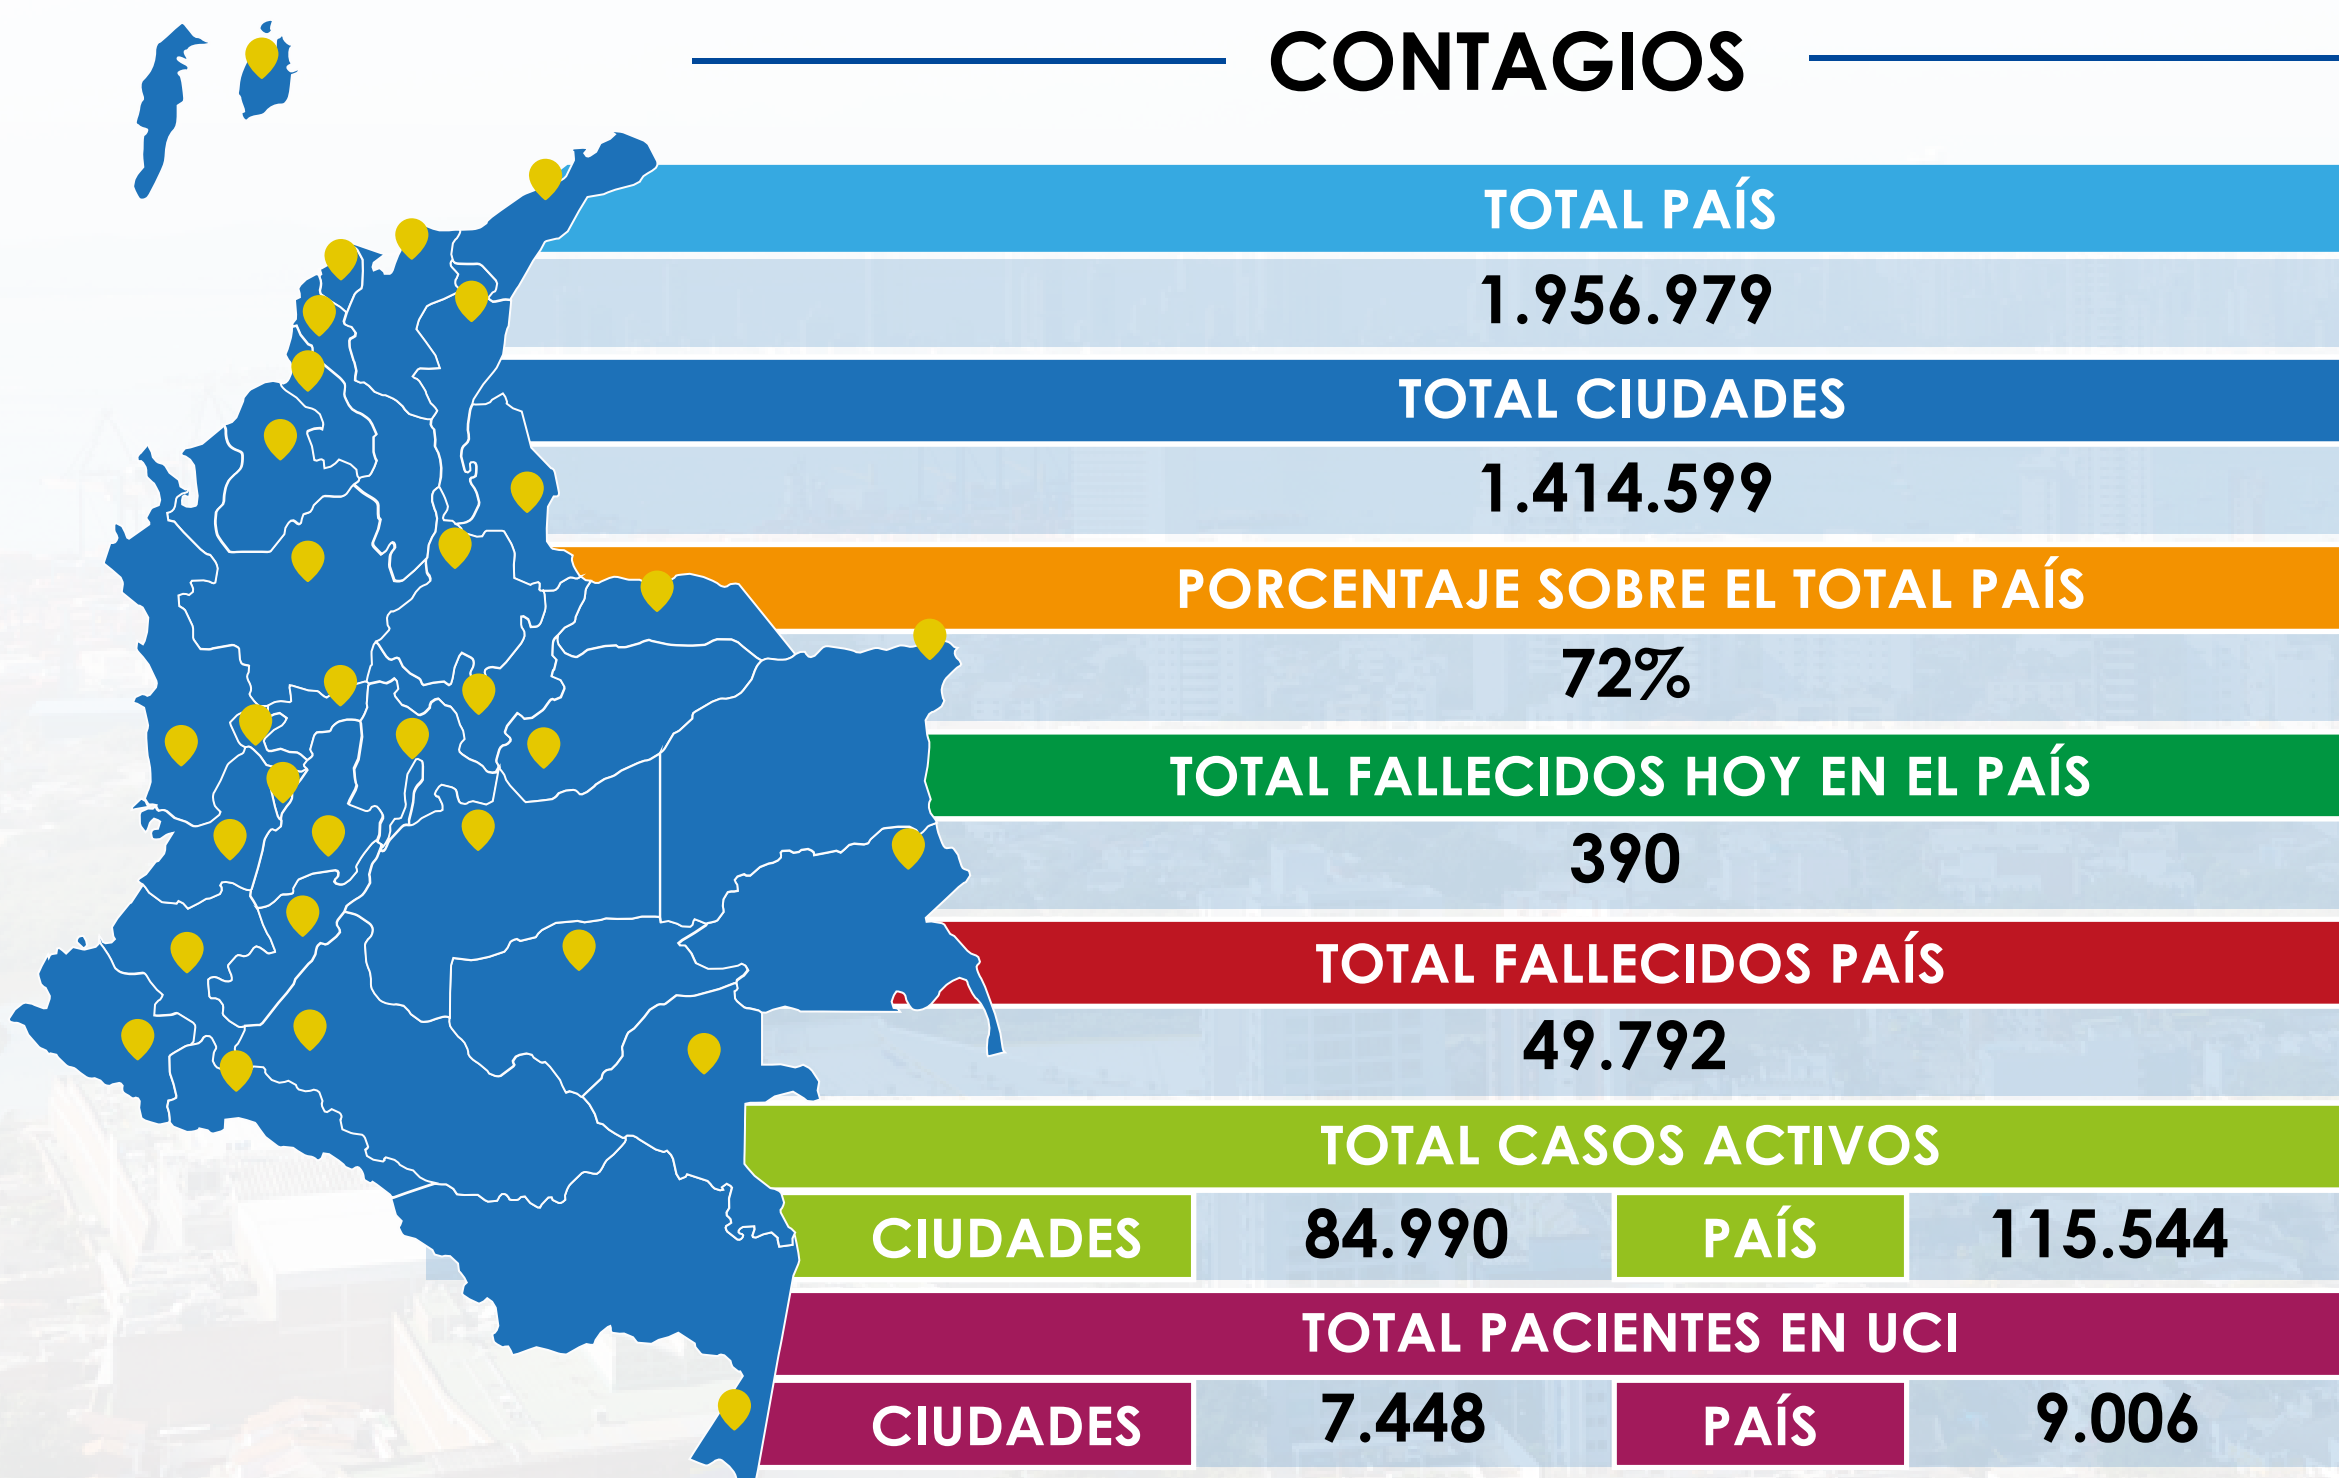 CONTAGIOS
TOTAL PAÍS
1.956.979
TOTAL CIUDADES
1.414.599
PORCENTAJE SOBRE EL TOTAL PAÍS
72%
TOTAL FALLECIDOS HOY EN EL PAÍS
390
TOTAL FALLECIDOS PAÍS
49.792
TOTAL CASOS ACTIVOS
CIUDADES 84.990 PAÍS 115.544
TOTAL PACIENTES EN UCI
CIUDADES 7.448 PAÍS 9.006